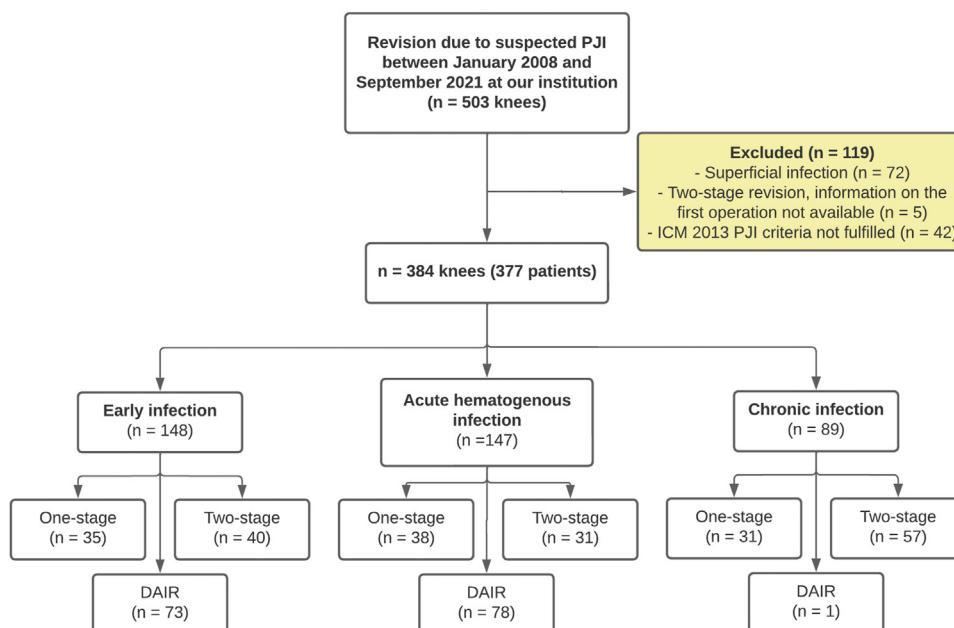 Revision due to suspected PJI
between January 2008 and
September 2021 at our institution
(n = 503 knees)
Excluded (n = 119)
- Superficial infection (n = 72)
- Two-stage revision, information on the
first operation not available (n = 5)
- ICM 2013 PJI criteria not fulfilled (n = 42)
n = 384 knees (377 patients)
Early infection
(n = 148)
Acute hematogenous
infection
(n =147)
Chronic infection
(n = 89)
One-stage
(n = 35)
Two-stage
(n = 40)
One-stage
(n = 38)
Two-stage
(n = 31)
One-stage
(n = 31)
Two-stage
(n = 57)
DAIR
(n = 73)
DAIR
(n = 78)
DAIR
(n = 1)